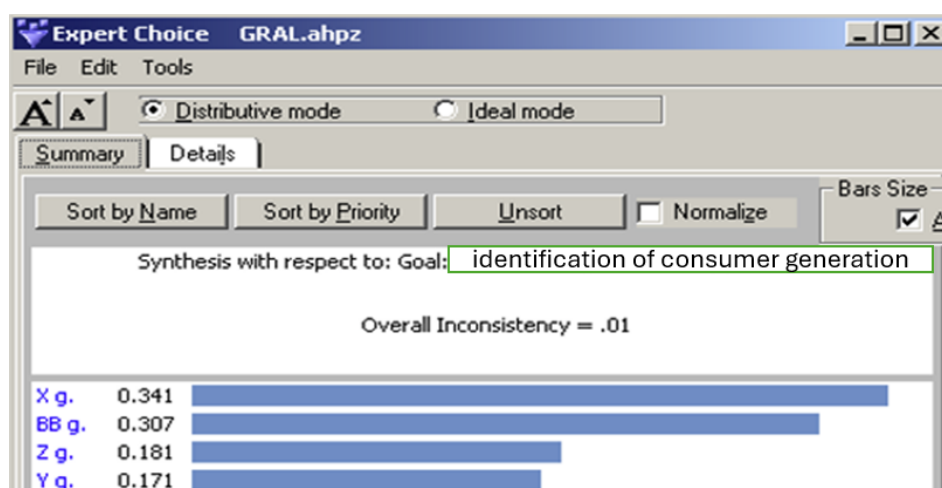 Expert Choice GRAL.ahpz
File Edit Tools
A A Distributive mode Ideal mode
Summary Details
Bars Size
Sort by Name Sort by Priority Unsort Normalize
Synthesis with respect to: Goal: identification of consumer generation
Overall Inconsistency = .01
X g. 0.341
BB g. 0.307
Z g. 0.181
Y g. 0.171